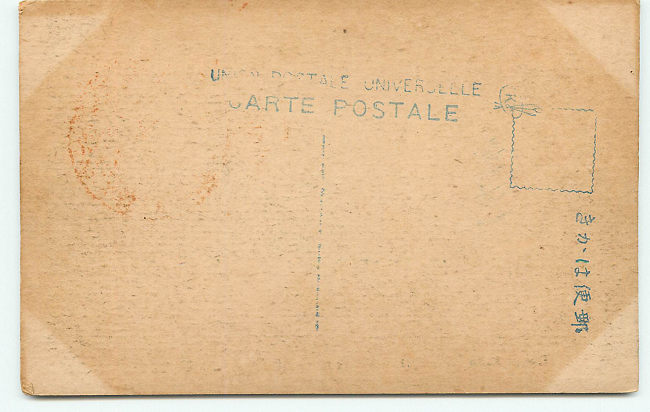 UNION POSTALE UNIVERSELLE
CARTE POSTALE
きかは便郵